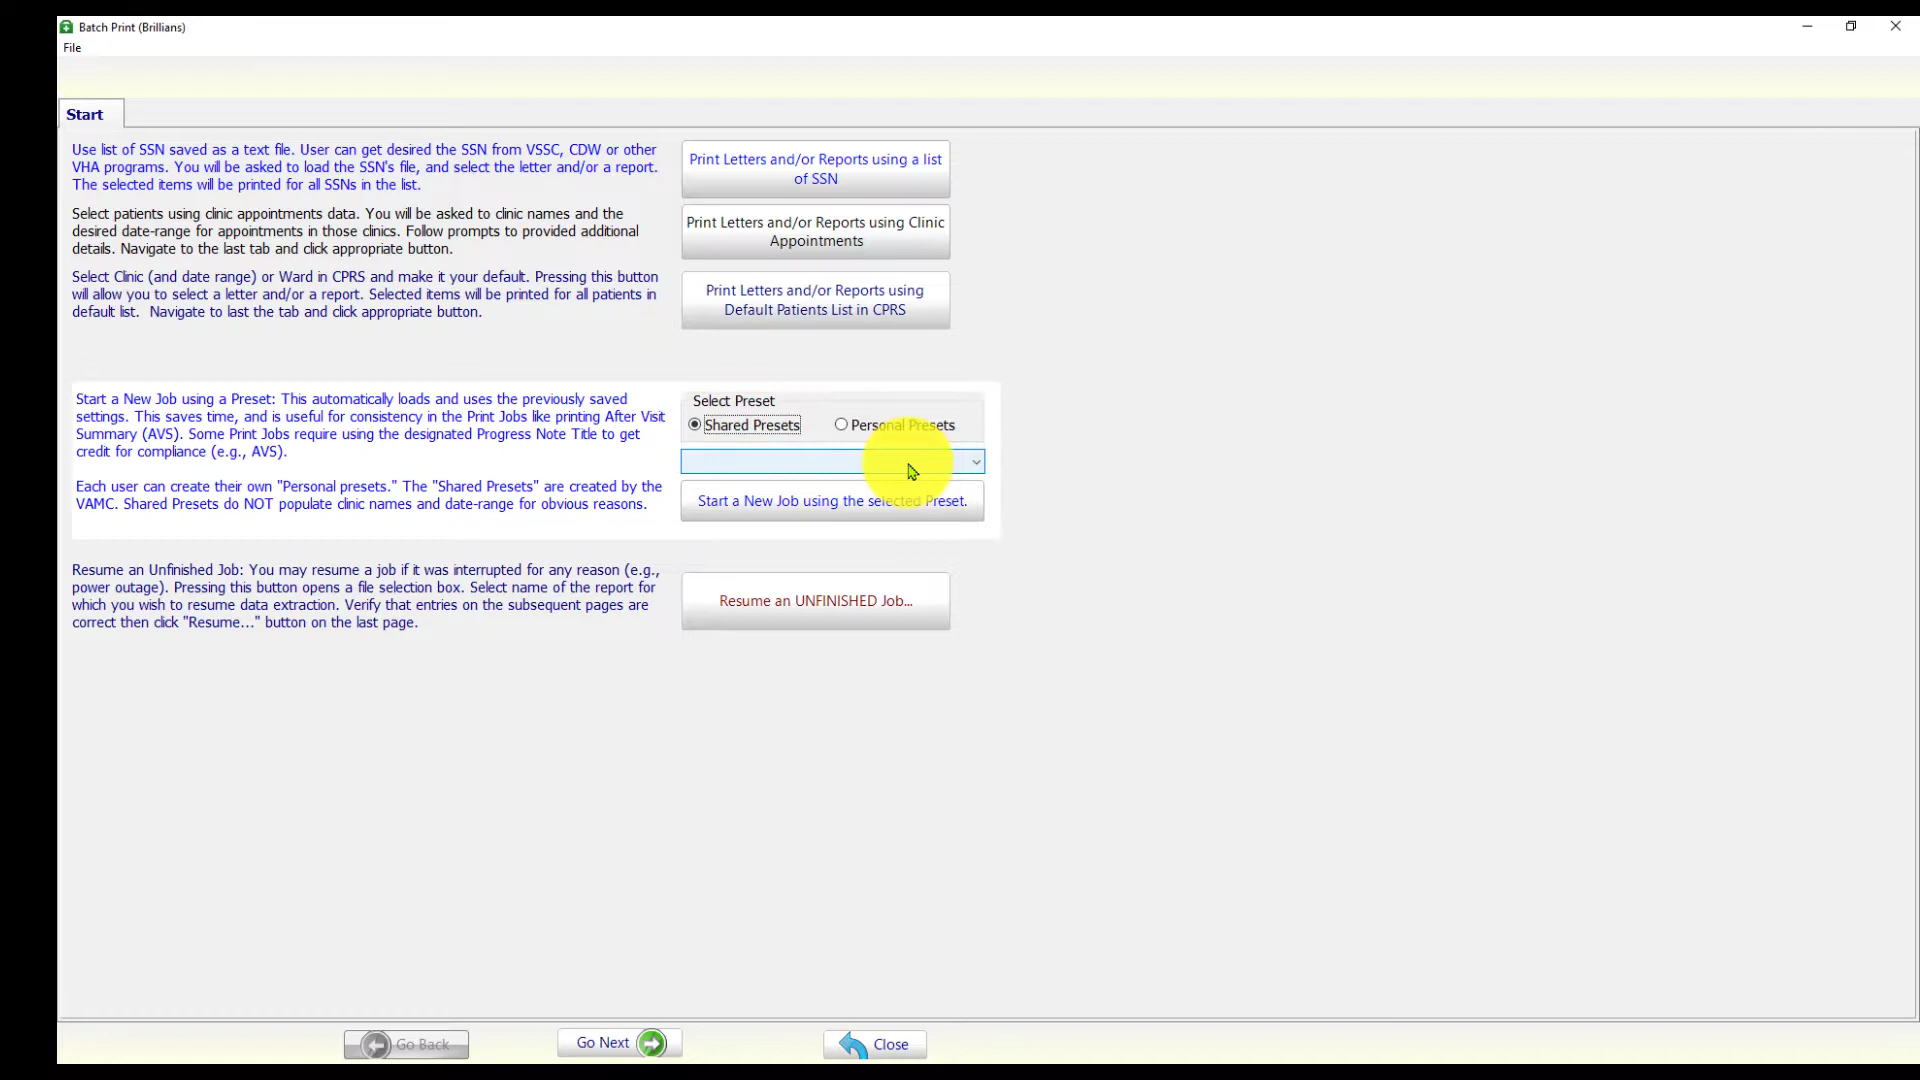 Batch Print (Brillians)
File
Start
Use list of SSN saved as a text file. User can get desired the SSN from VSSC, CDW or other
VHA programs. You will be asked to load the SSN's file, and select the letter and/or a report.
The selected items will be printed for all SSNs in the list.
Print Letters and/or Reports using a list
of SSN
Select patients using clinic appointments data. You will be asked to clinic names and the
desired date-range for appointments in those clinics. Follow prompts to provided additional
details. Navigate to the last tab and click appropriate button.
Print Letters and/or Reports using Clinic
Appointments
Select Clinic (and date range) or Ward in CPRS and make it your default. Pressing this button
will allow you to select a letter and/or a report. Selected items will be printed for all patients in
default list. Navigate to last the tab and click appropriate button.
Print Letters and/or Reports using
Default Patients List in CPRS
Start a New Job using a Preset: This automatically loads and uses the previously saved
settings. This saves time, and is useful for consistency in the Print Jobs like printing After Visit
Summary (AVS). Some Print Jobs require using the designated Progress Note Title to get
credit for compliance (e.g., AVS).
Each user can create their own "Personal presets." The "Shared Presets" are created by the
VAMC. Shared Presets do NOT populate clinic names and date-range for obvious reasons.
Select Preset
Shared Presets
Personal Presets
Start a New Job using the selected Preset.
Resume an Unfinished Job: You may resume a job if it was interrupted for any reason (e.g.,
power outage). Pressing this button opens a file selection box. Select name of the report for
which you wish to resume data extraction. Verify that entries on the subsequent pages are
correct then click "Resume..." button on the last page.
Resume an UNFINISHED Job...
Go Back
Go Next
Close